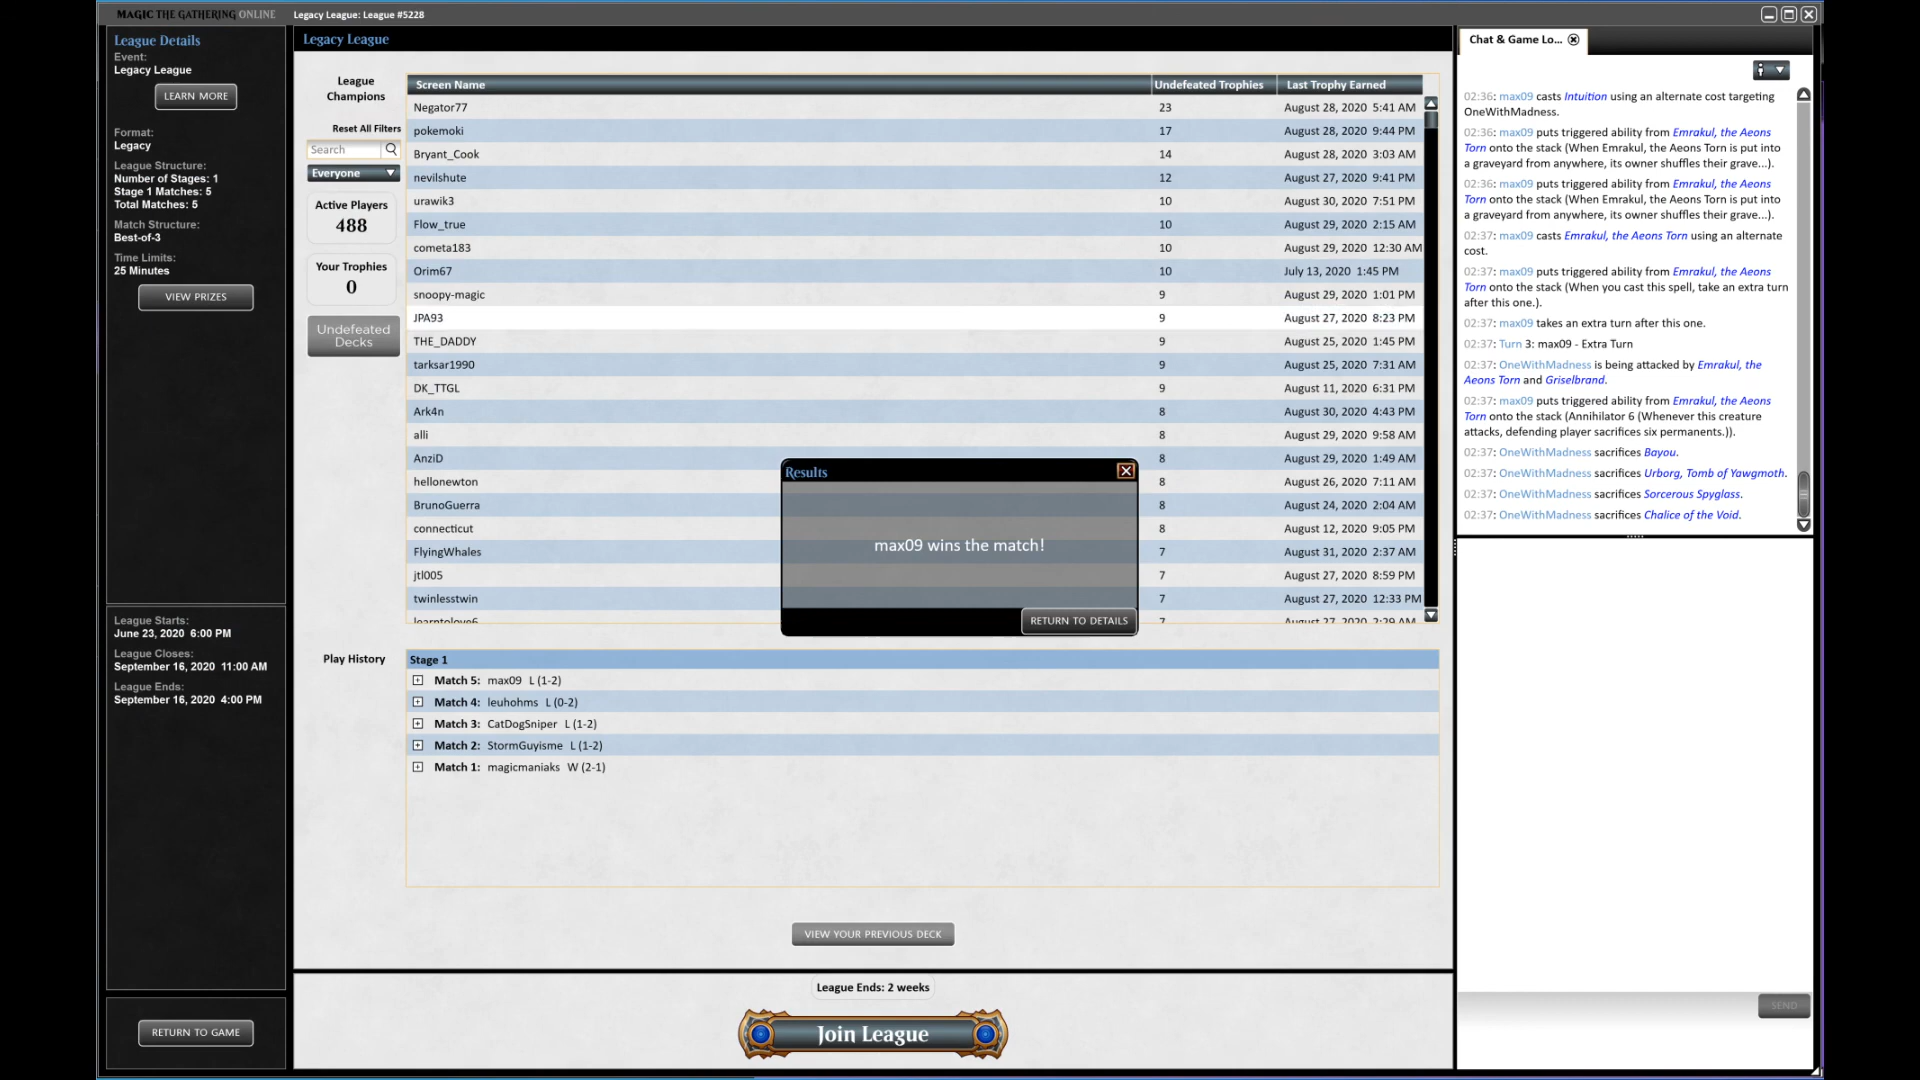 MAGIC THE GATHERING ONLINE
Legacy League: League #5228
League Details
Event:
Legacy League
LEARN MORE
Format:
Legacy
League Structure:
Number of Stages: 1
Stage 1 Matches: 5
Total Matches: 5
Match Structure:
Best-of-3
Time Limits:
25 Minutes
VIEW PRIZES
League Starts:
June 23, 2020 6:00 PM
League Closes:
September 16, 2020 11:00 AM
League Ends:
September 16, 2020 4:00 PM
RETURN TO GAME
Legacy League
League
Champions
Reset All Filters
Search
Everyone
Active Players
488
Your Trophies
0
Undefeated
Decks
Screen Name Undefeated Trophies Last Trophy Earned
Negator77 23 August 28, 2020 5:41 AM
pokemoki 17 August 28, 2020 9:44 PM
Bryant_Cook 14 August 28, 2020 3:03 AM
nevilshute 12 August 27, 2020 9:41 PM
urawik3 10 August 30, 2020 7:51 PM
Flow_true 10 August 29, 2020 2:15 AM
cometa183 10 August 29, 2020 12:30 AM
Orim67 10 July 13, 2020 1:45 PM
snoopy-magic 9 August 29, 2020 1:01 PM
JPA93 9 August 27, 2020 8:23 PM
THE_DADDY 9 August 25, 2020 1:45 PM
tarksar1990 9 August 25, 2020 7:31 AM
DK_TTGL 9 August 11, 2020 6:31 PM
Ark4n 8 August 30, 2020 4:43 PM
alli 8 August 29, 2020 9:58 AM
AnziD 8 August 29, 2020 1:49 AM
hellonewton 8 August 26, 2020 7:11 AM
BrunoGuerra 8 August 24, 2020 2:04 AM
connecticut 8 August 12, 2020 9:05 PM
FlyingWhales 7 August 31, 2020 2:37 AM
jtl005 7 August 27, 2020 8:59 PM
twinlesstwin 7 August 27, 2020 12:33 PM
learntolove6 7 August 27, 2020 2:29 AM
Results
max09 wins the match!
RETURN TO DETAILS
Play History
Stage 1
Match 5: max09 L (1-2)
Match 4: leuhohms L (0-2)
Match 3: CatDogSniper L (1-2)
Match 2: StormGuyisme L (1-2)
Match 1: magicmaniaks W (2-1)
VIEW YOUR PREVIOUS DECK
League Ends: 2 weeks
Join League
Chat & Game Lo...
02:36: max09 casts Intuition using an alternate cost targeting
OneWithMadness.
02:36: max09 puts triggered ability from Emrakul, the Aeons
Torn onto the stack (When Emrakul, the Aeons Torn is put into
a graveyard from anywhere, its owner shuffles their grave...).
02:36: max09 puts triggered ability from Emrakul, the Aeons
Torn onto the stack (When Emrakul, the Aeons Torn is put into
a graveyard from anywhere, its owner shuffles their grave...).
02:37: max09 casts Emrakul, the Aeons Torn using an alternate
cost.
02:37: max09 puts triggered ability from Emrakul, the Aeons
Torn onto the stack (When you cast this spell, take an extra turn
after this one.).
02:37: max09 takes an extra turn after this one.
02:37: Turn 3: max09 - Extra Turn
02:37: OneWithMadness is being attacked by Emrakul, the
Aeons Torn and Griselbrand.
02:37: max09 puts triggered ability from Emrakul, the Aeons
Torn onto the stack (Annihilator 6 (Whenever this creature
attacks, defending player sacrifices six permanents.)).
02:37: OneWithMadness sacrifices Bayou.
02:37: OneWithMadness sacrifices Urborg, Tomb of Yawgmoth.
02:37: OneWithMadness sacrifices Sorcerous Spyglass.
02:37: OneWithMadness sacrifices Chalice of the Void.
SEND